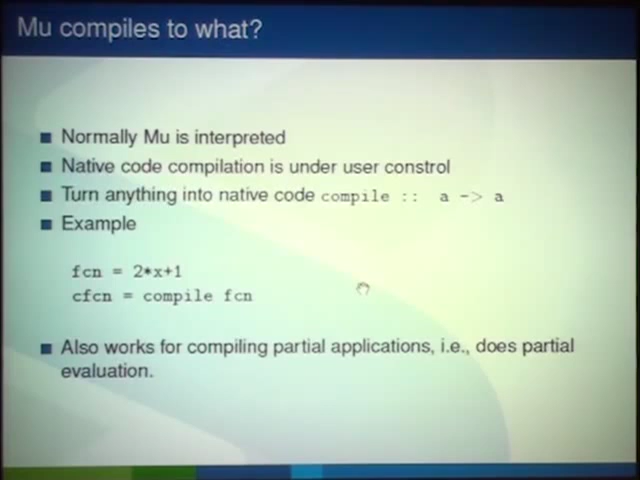 Mu compiles to what?
Normally Mu is interpreted
Native code compilation is under user constrol
Turn anything into native code compile :: a -> a
Example
fcn = 2*x+1
cfcn = compile fcn
Also works for compiling partial applications, i.e., does partial
evaluation.